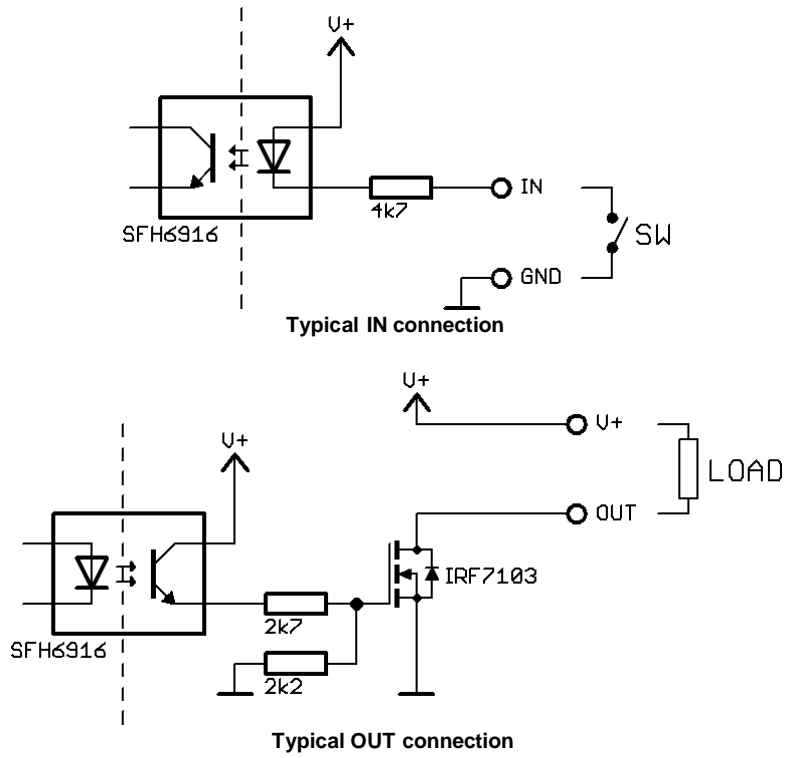 V+
SFH6916
4k7
IN
SW
GND
Typical IN connection
V+
V+
V+
LOAD
OUT
IRF7103
2k7
SFH6916
2k2
Typical OUT connection